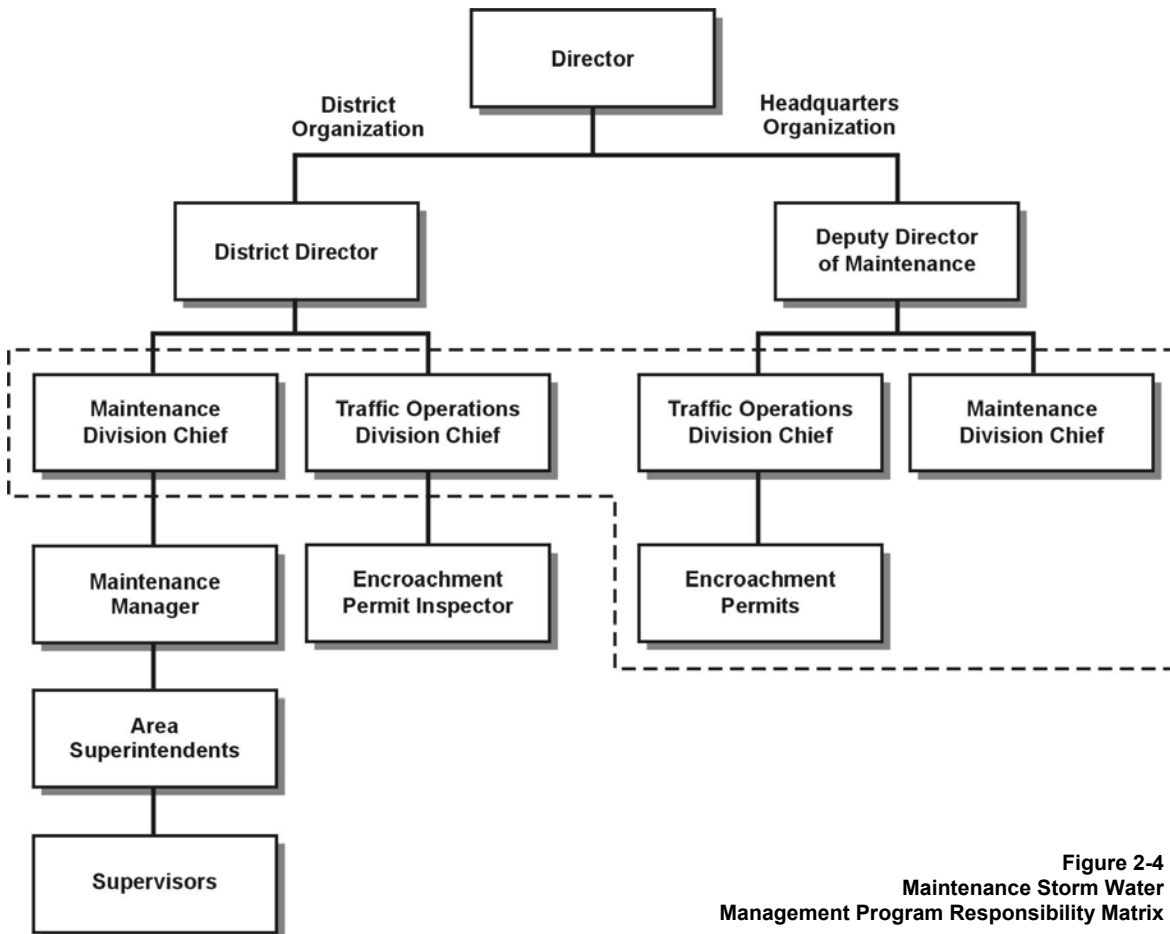 Director
District
Organization
Headquarters
Organization
District Director
Deputy Director
of Maintenance
Maintenance
Division Chief
Traffic Operations
Division Chief
Traffic Operations
Division Chief
Maintenance
Division Chief
Maintenance
Manager
Encroachment
Permit Inspector
Encroachment
Permits
Area
Superintendents
Supervisors
Figure 2-4
Maintenance Storm Water
Management Program Responsibility Matrix